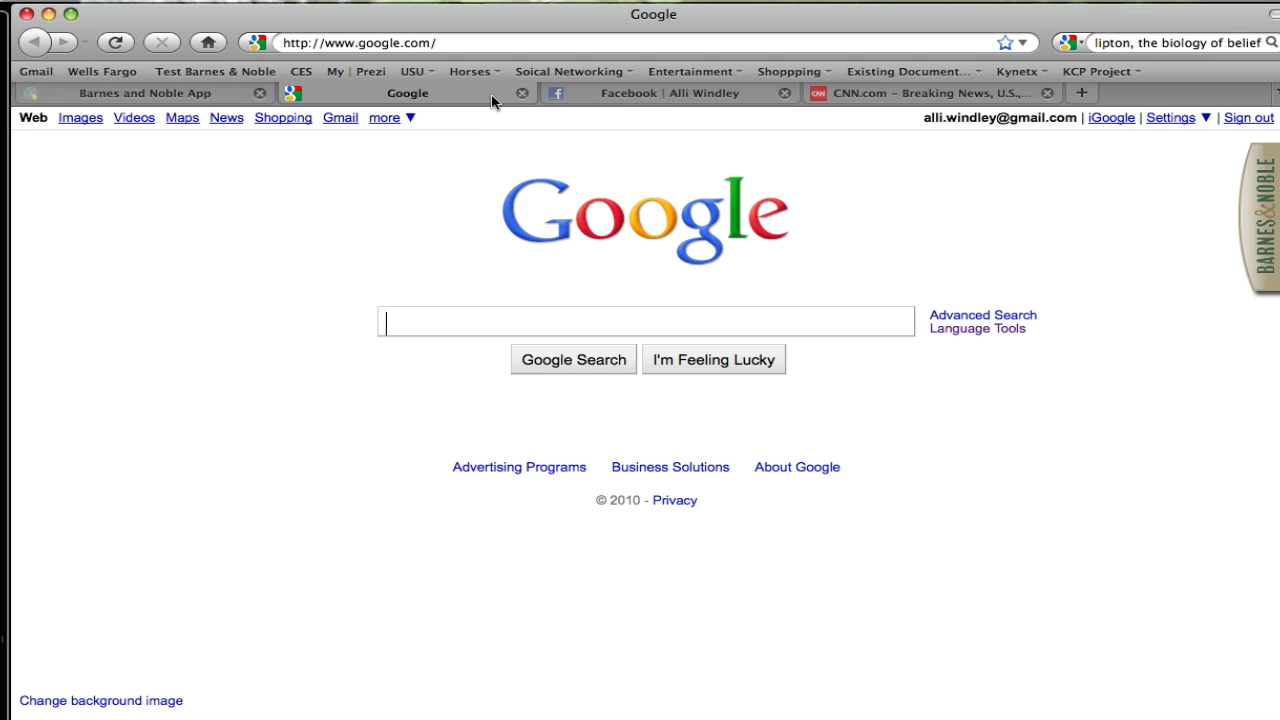 Google
http://www.google.com/
lipton, the biology of belief
Gmail Wells Fargo Test Barnes & Noble CES My | Prezi USU Horses Soical Networking Entertainment Shoppping Existing Document... Kynetx KCP Project
Barnes and Noble App Google Facebook | Alli Windley CNN.com – Breaking News, U.S.,...
Web Images Videos Maps News Shopping Gmail more ▼ alli.windley@gmail.com | iGoogle | Settings ▼ | Sign out
Google
BARNES&NOBLE
Advanced Search
Language Tools
Google Search I'm Feeling Lucky
Advertising Programs Business Solutions About Google
© 2010 - Privacy
Change background image